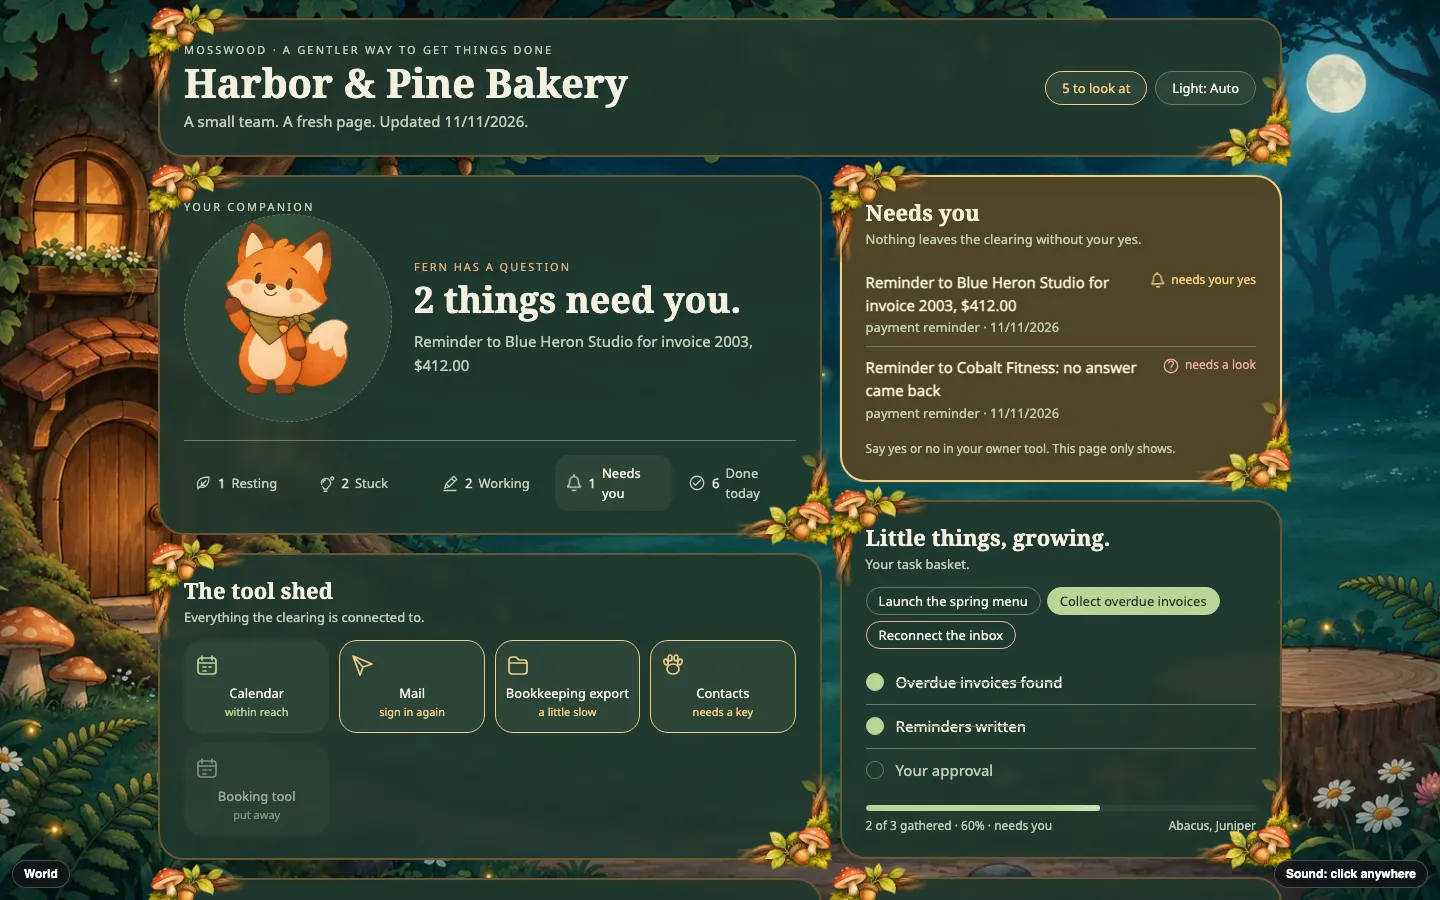 MOSSWOOD · A GENTLER WAY TO GET THINGS DONE
Harbor & Pine Bakery
A small team. A fresh page. Updated 11/11/2026.
5 to look at
Light: Auto
YOUR COMPANION
FERN HAS A QUESTION
2 things need you.
Reminder to Blue Heron Studio for invoice 2003,
$412.00
1 Resting
2 Stuck
2 Working
1 Needs
you
6 Done
today
Needs you
Nothing leaves the clearing without your yes.
Reminder to Blue Heron Studio for
invoice 2003, $412.00
needs your yes
payment reminder · 11/11/2026
Reminder to Cobalt Fitness: no answer
came back
needs a look
payment reminder · 11/11/2026
Say yes or no in your owner tool. This page only shows.
The tool shed
Everything the clearing is connected to.
Calendar
within reach
Mail
sign in again
Bookkeeping export
a little slow
Contacts
needs a key
Booking tool
put away
Little things, growing.
Your task basket.
Launch the spring menu
Collect overdue invoices
Reconnect the inbox
Overdue invoices found
Reminders written
Your approval
2 of 3 gathered · 60% · needs you
Abacus, Juniper
World
Sound: click anywhere